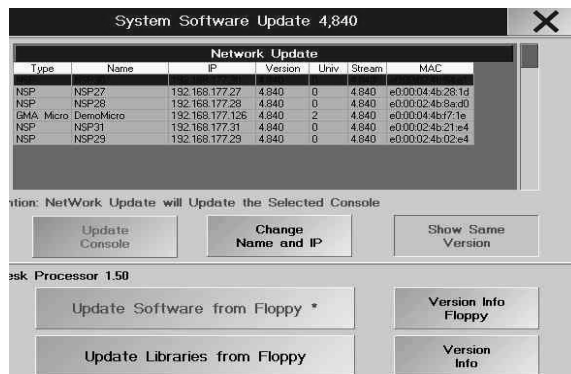 System Software Update 4,840
Network Update
Type Name IP Version Univ Stream MAC
NSP NSP27 192.168.177.27 4.840 0 4.840 e0:00:04:4b:28:1d
NSP NSP28 192.168.177.28 4.840 0 4.840 e0:00:02:4b:8a:d0
GMA Micro DemoMicro 192.168.177.126 4.840 2 4.840 e0:00:04:4b:f7:1e
NSP NSP31 192.168.177.31 4.840 0 4.840 e0:00:02:4b:21:e4
NSP NSP29 192.168.177.29 4.840 0 4.840 e0:00:02:4b:02:e4
ntion: NetWork Update will Update the Selected Console
Update Console
Change Name and IP
Show Same Version
esk Processor 1.50
Update Software from Floppy *
Version Info Floppy
Update Libraries from Floppy
Version Info